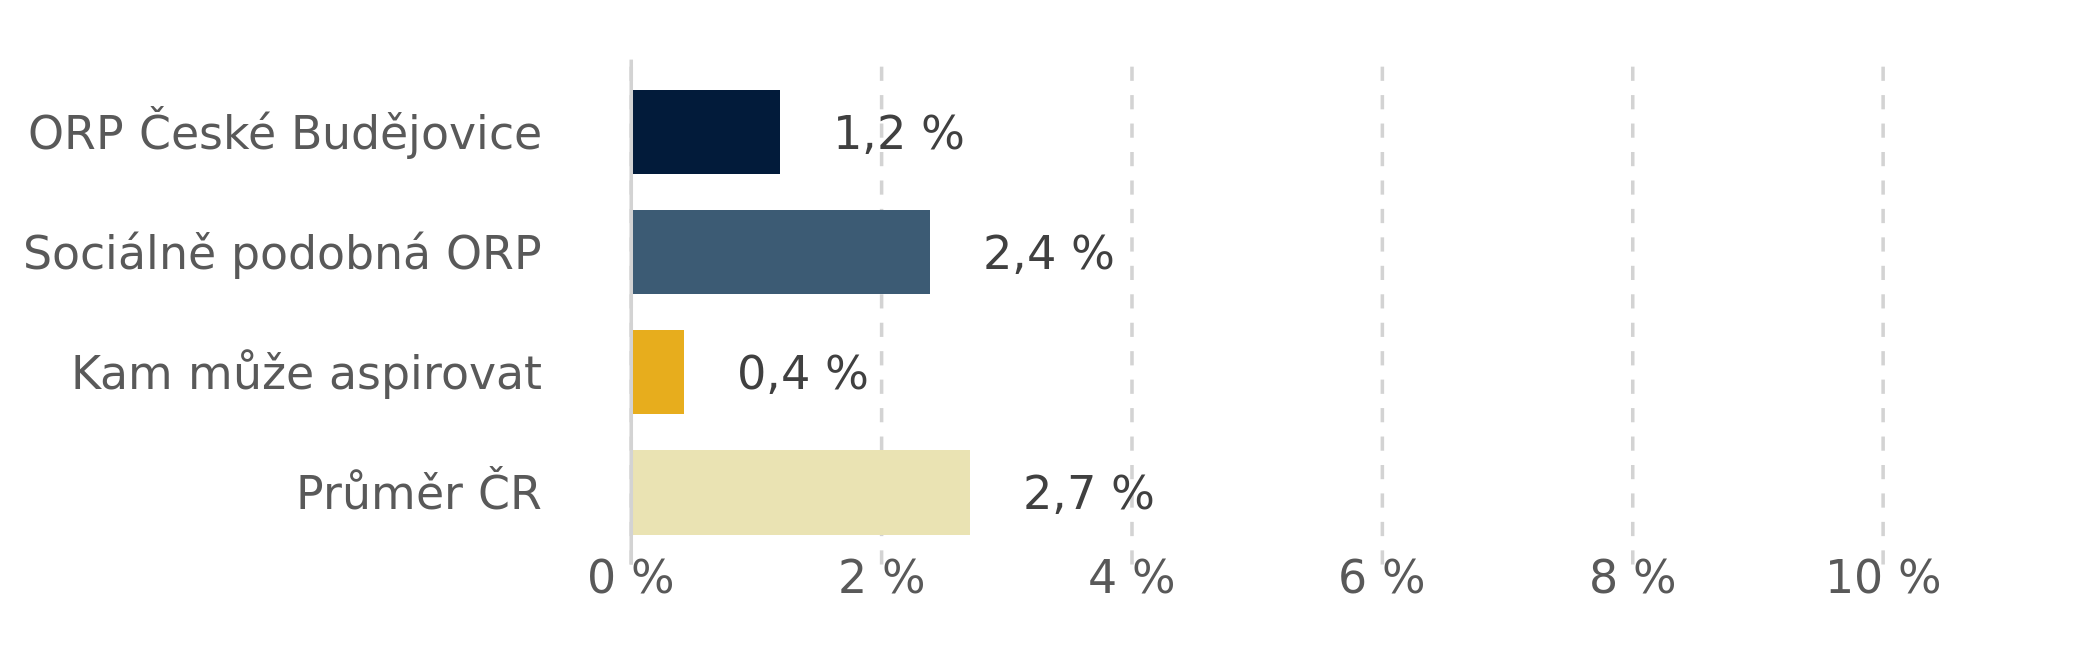 ORP České Budějovice 1,2 %
Sociálně podobná ORP 2,4 %
Kam může aspirovat 0,4 %
Průměr ČR 2,7 %
0 % 2 % 4 % 6 % 8 % 10 %